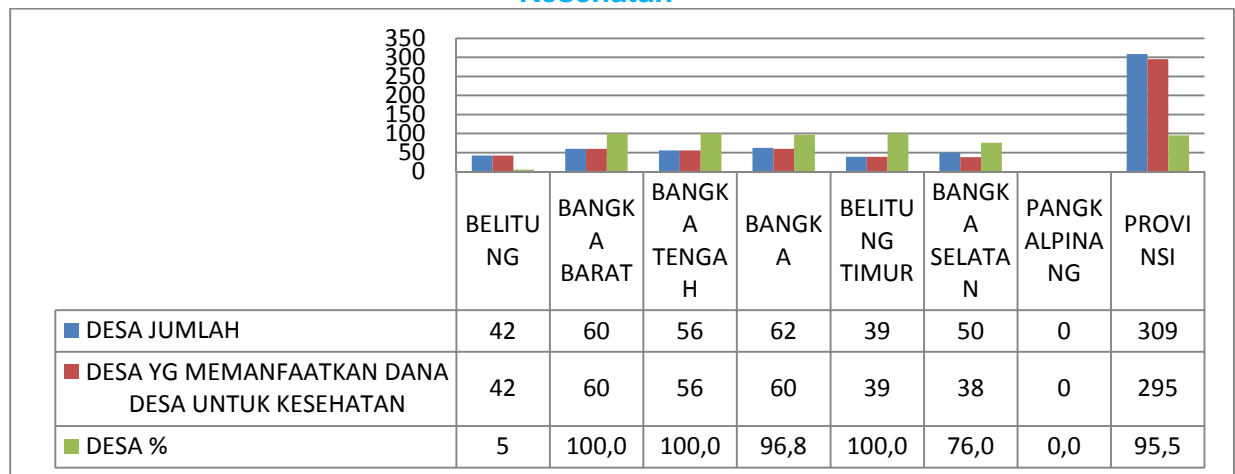 350
300
250
200
150
100
50
0
BELITU
NG
BANGK
A
BARAT
BANGK
A
TENGA
H
BANGK
A
BELITU
NG
TIMUR
BANGK
A
SELATA
N
PANGK
ALPINA
NG
PROVI
NSI
DESA JUMLAH 42 60 56 62 39 50 0 309
DESA YG MEMANFAATKAN DANA
DESA UNTUK KESEHATAN 42 60 56 60 39 38 0 295
DESA % 5 100,0 100,0 96,8 100,0 76,0 0,0 95,5